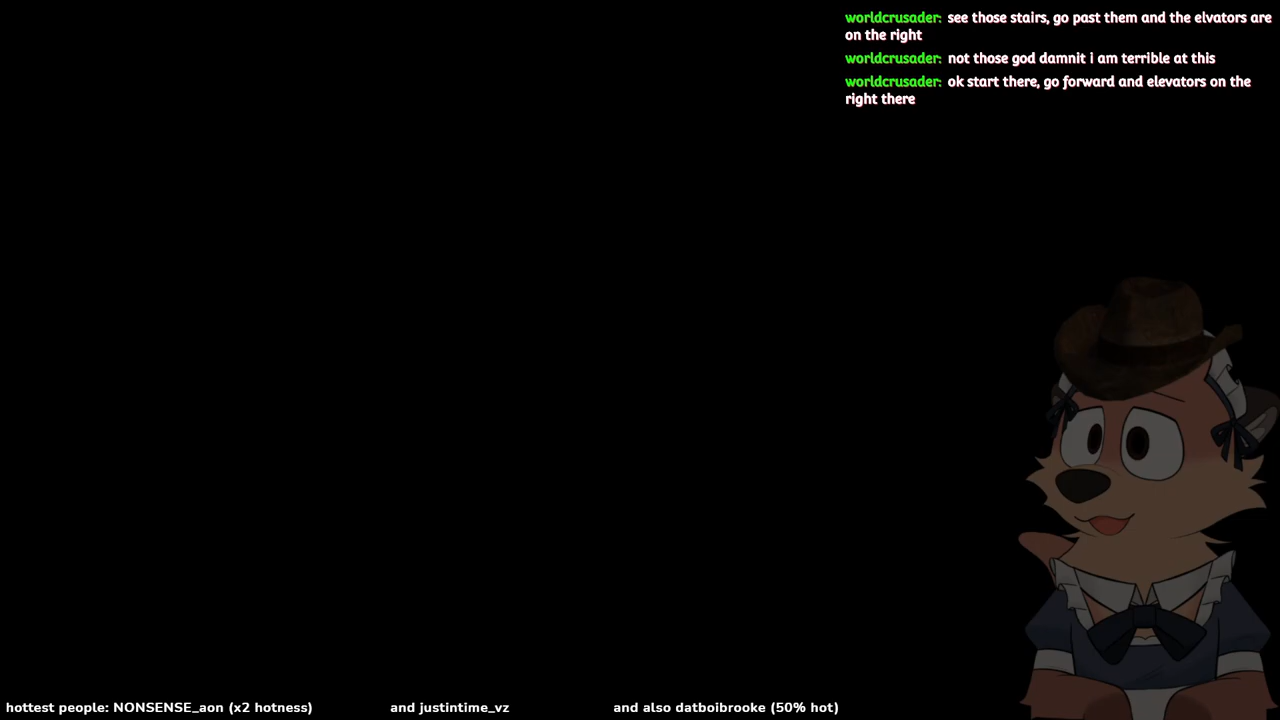 worldcrusader: see those stairs, go past them and the elvators are
on the right
worldcrusader: not those god damnit i am terrible at this
worldcrusader: ok start there, go forward and elevators on the
right there
hottest people: NONSENSE_aon (x2 hotness) and justintime_vz and also datboibrooke (50% hot)